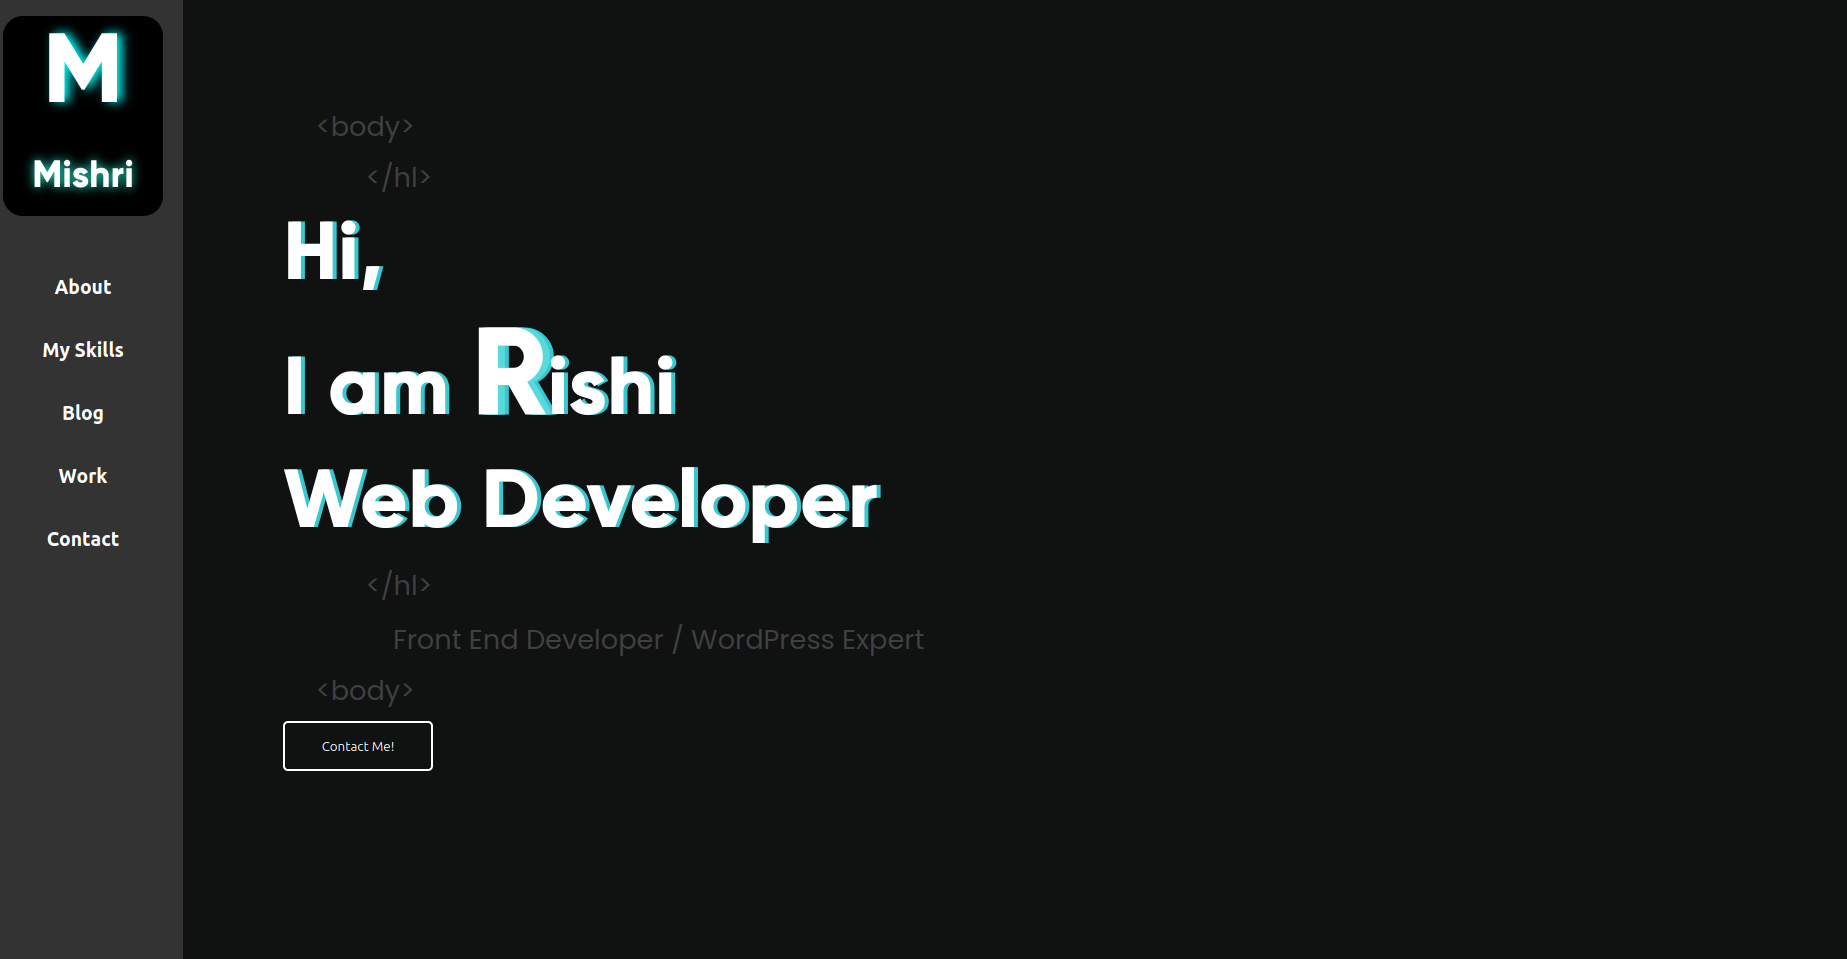 M
Mishri
About
My Skills
Blog
Work
Contact
<body>
</hl>
Hi,
I am Rishi
Web Developer
</hl>
Front End Developer / WordPress Expert
<body>
Contact Me!